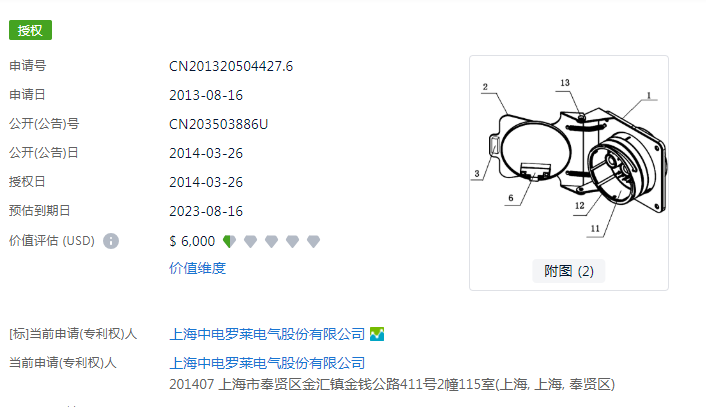 授权
申请号 CN201320504427.6
申请日 2013-08-16
公开(公告)号 CN203503886U
公开(公告)日 2014-03-26
授权日 2014-03-26
预估到期日 2023-08-16
价值评估 (USD) $ 6,000
价值维度
13
1
2
3
6
12
11
附图 (2)
[标]当前申请(专利权)人 上海中电罗莱电气股份有限公司
当前申请(专利权)人 上海中电罗莱电气股份有限公司
201407 上海市奉贤区金汇镇金钱公路411号2幢115室(上海, 上海, 奉贤区)